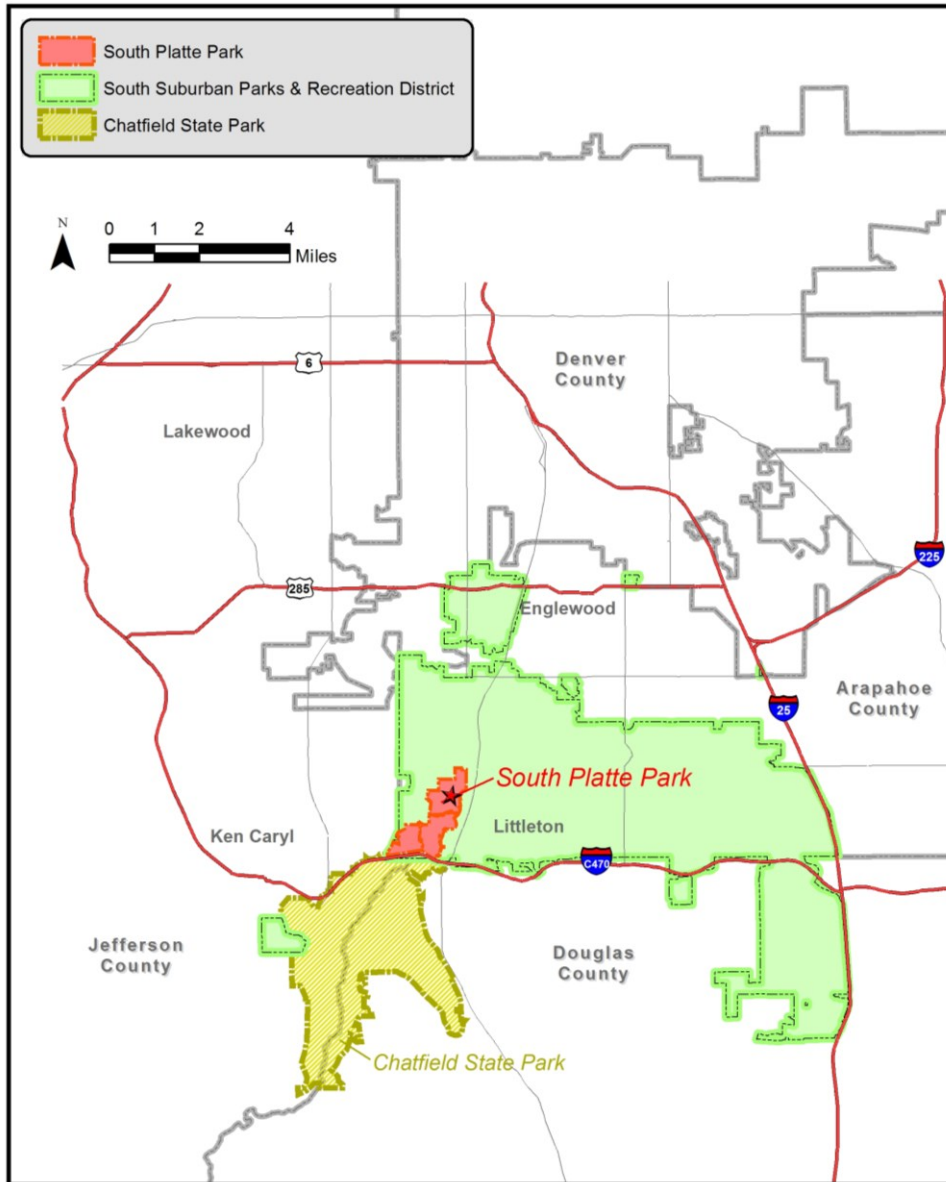 South Platte Park
South Suburban Parks & Recreation District
Chatfield State Park
N
0 1 2 4
Miles
6
Denver
County
Lakewood
225
285
Englewood
Arapahoe
County
25
South Platte Park
Ken Caryl
Littleton
C470
Jefferson
County
Douglas
County
Chatfield State Park